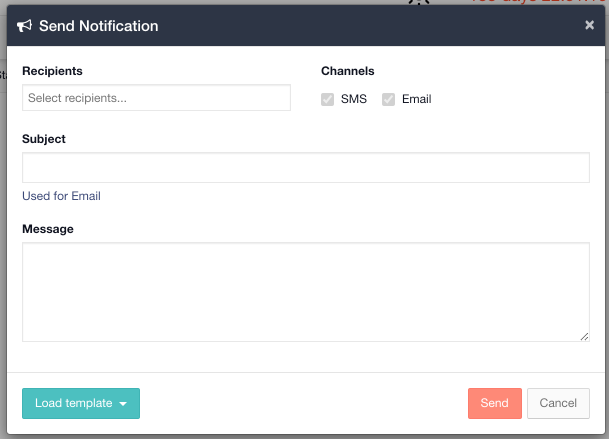 Send Notification
×
Recipients
Channels
Select recipients...
SMS
Email
Subject
Used for Email
Message
Load template
Send
Cancel